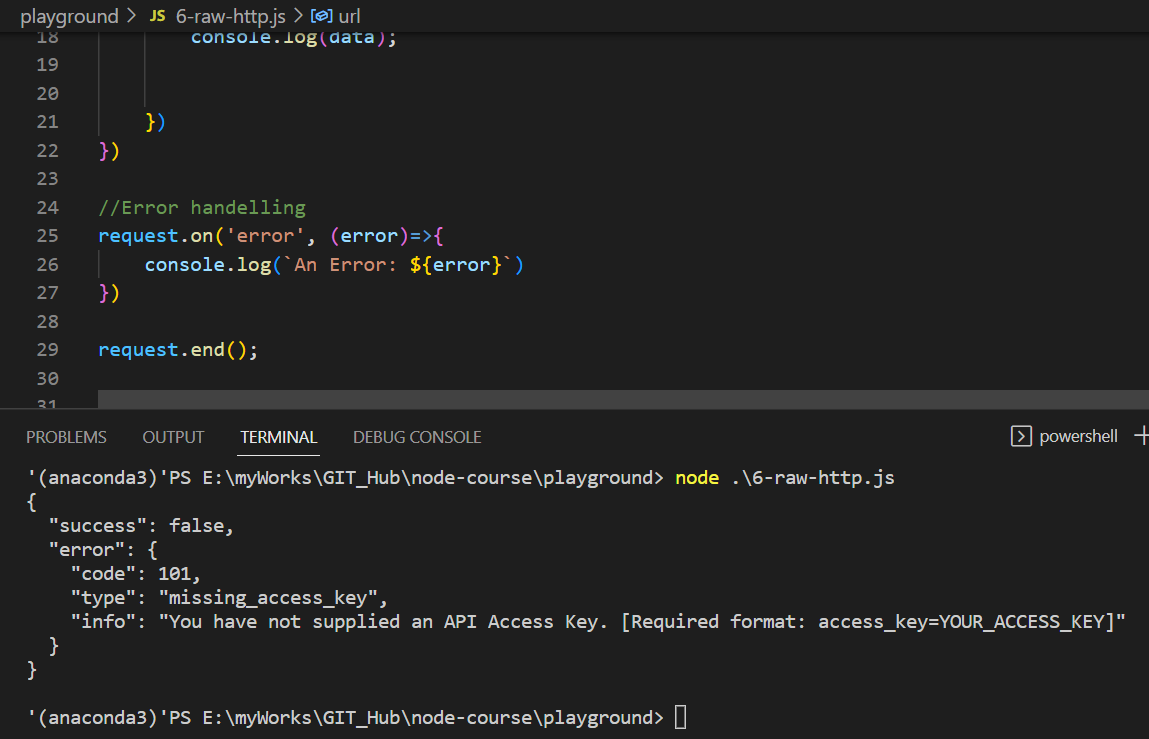 playground > JS 6-raw-http.js > url
18 console.log(data);
19
20
21 })
22 })
23
24 //Error handelling
25 request.on('error', (error)=>{
26 console.log(`An Error: ${error}`)
27 })
28
29 request.end();
30
31
PROBLEMS OUTPUT TERMINAL DEBUG CONSOLE powershell +
'(anaconda3)'PS E:\myWorks\GIT_Hub\node-course\playground> node .\6-raw-http.js
{
  "success": false,
  "error": {
    "code": 101,
    "type": "missing_access_key",
    "info": "You have not supplied an API Access Key. [Required format: access_key=YOUR_ACCESS_KEY]"
  }
}
'(anaconda3)'PS E:\myWorks\GIT_Hub\node-course\playground>